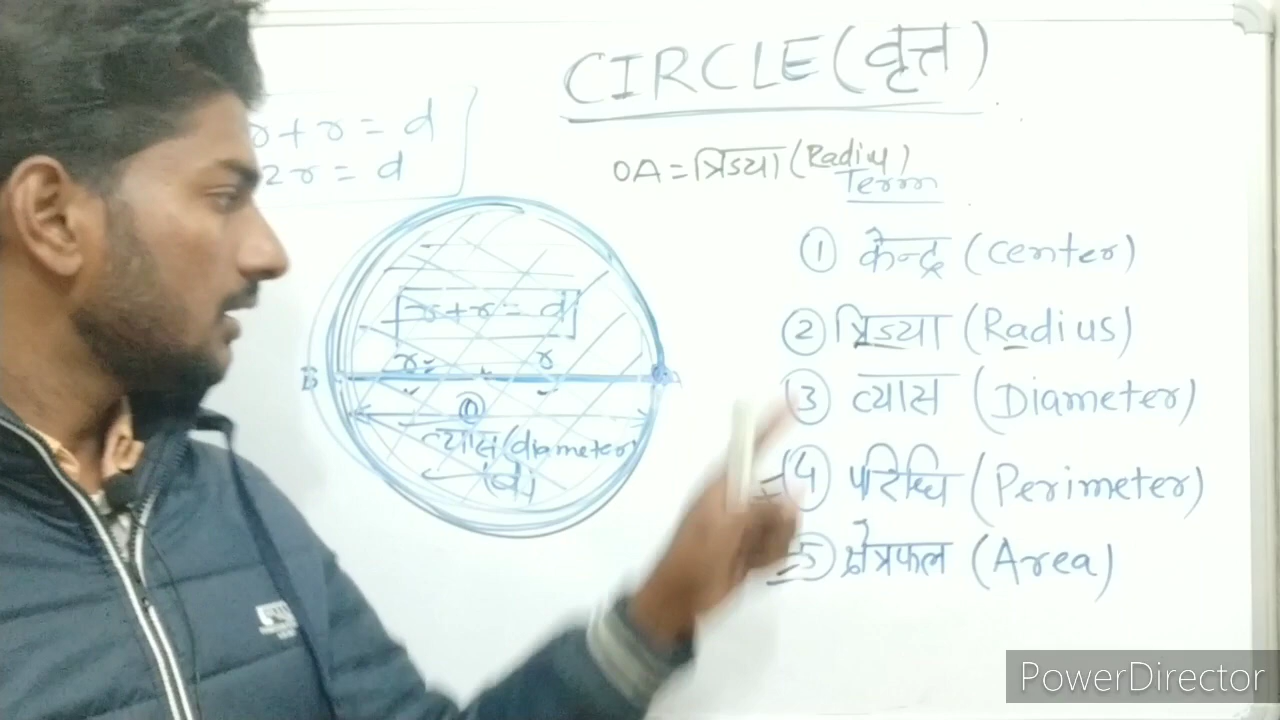 CIRCLE (वृत्त)
r + r = d
2r = d
OA = त्रिज्या (Radius)
Term
① केन्द्र (center)
② त्रिज्या (Radius)
③ व्यास (Diameter)
④ परिधि (Perimeter)
⑤ क्षेत्रफल (Area)
r + r = d
r r
B
O
व्यास (diameter)
(d)
PowerDirector